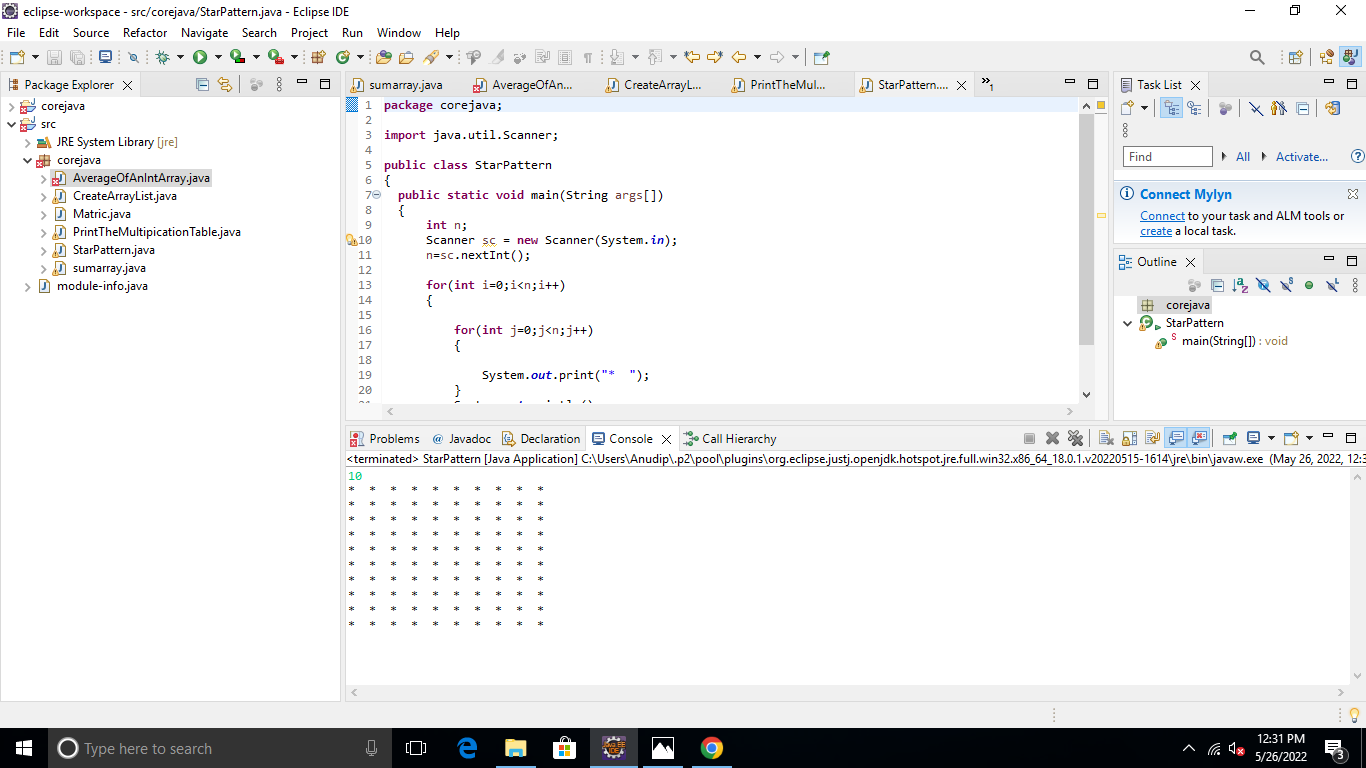 eclipse-workspace - src/corejava/StarPattern.java - Eclipse IDE
File Edit Source Refactor Navigate Search Project Run Window Help
Package Explorer
corejava
src
JRE System Library [jre]
corejava
AverageOfAnIntArray.java
CreateArrayList.java
Matric.java
PrintTheMultipicationTable.java
StarPattern.java
sumarray.java
module-info.java
sumarray.java AverageOfAn... CreateArrayL... PrintTheMul... StarPattern.... »1
1 package corejava;
2
3 import java.util.Scanner;
4
5 public class StarPattern
6 {
7 public static void main(String args[])
8 {
9 int n;
10 Scanner sc = new Scanner(System.in);
11 n=sc.nextInt();
12
13 for(int i=0;i<n;i++)
14 {
15
16 for(int j=0;j<n;j++)
17 {
18
19 System.out.print("*  ");
20 }
Task List
Find All Activate...
Connect Mylyn
Connect to your task and ALM tools or
create a local task.
Outline
corejava
StarPattern
main(String[]) : void
Problems @ Javadoc Declaration Console Call Hierarchy
<terminated> StarPattern [Java Application] C:\Users\Anudip\.p2\pool\plugins\org.eclipse.justj.openjdk.hotspot.jre.full.win32.x86_64_18.0.1.v20220515-1614\jre\bin\javaw.exe (May 26, 2022, 12:3
10
* * * * * * * * * *
* * * * * * * * * *
* * * * * * * * * *
* * * * * * * * * *
* * * * * * * * * *
* * * * * * * * * *
* * * * * * * * * *
* * * * * * * * * *
* * * * * * * * * *
* * * * * * * * * *
Type here to search
12:31 PM
5/26/2022
3